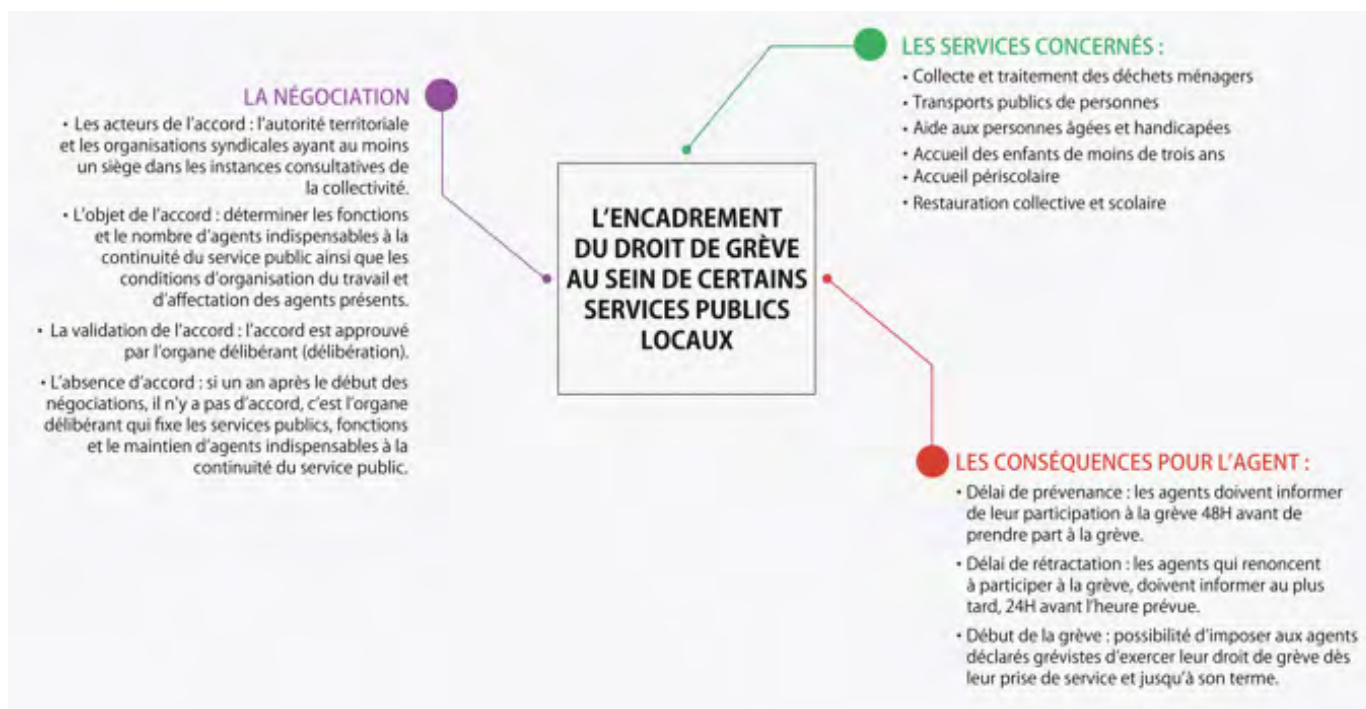 LES SERVICES CONCERNÉS :
• Collecte et traitement des déchets ménagers
• Transports publics de personnes
• Aide aux personnes âgées et handicapées
• Accueil des enfants de moins de trois ans
• Accueil périscolaire
• Restauration collective et scolaire
LA NÉGOCIATION
• Les acteurs de l'accord : l'autorité territoriale
et les organisations syndicales ayant au moins
un siège dans les instances consultatives de
la collectivité.
• L'objet de l'accord : déterminer les fonctions
et le nombre d'agents indispensables à la
continuité du service public ainsi que les
conditions d'organisation du travail et
d'affectation des agents présents.
• La validation de l'accord : l'accord est approuvé
par l'organe délibérant (délibération).
• L'absence d'accord : si un an après le début des
négociations, il n'y a pas d'accord, c'est l'organe
délibérant qui fixe les services publics, fonctions
et le maintien d'agents indispensables à la
continuité du service public.
L'ENCADREMENT
DU DROIT DE GRÈVE
AU SEIN DE CERTAINS
SERVICES PUBLICS
LOCAUX
LES CONSÉQUENCES POUR L'AGENT :
• Délai de prévenance : les agents doivent informer
de leur participation à la grève 48H avant de
prendre part à la grève.
• Délai de rétractation : les agents qui renoncent
à participer à la grève, doivent informer au plus
tard, 24H avant l'heure prévue.
• Début de la grève : possibilité d'imposer aux agents
déclarés grévistes d'exercer leur droit de grève dès
leur prise de service et jusqu'à son terme.